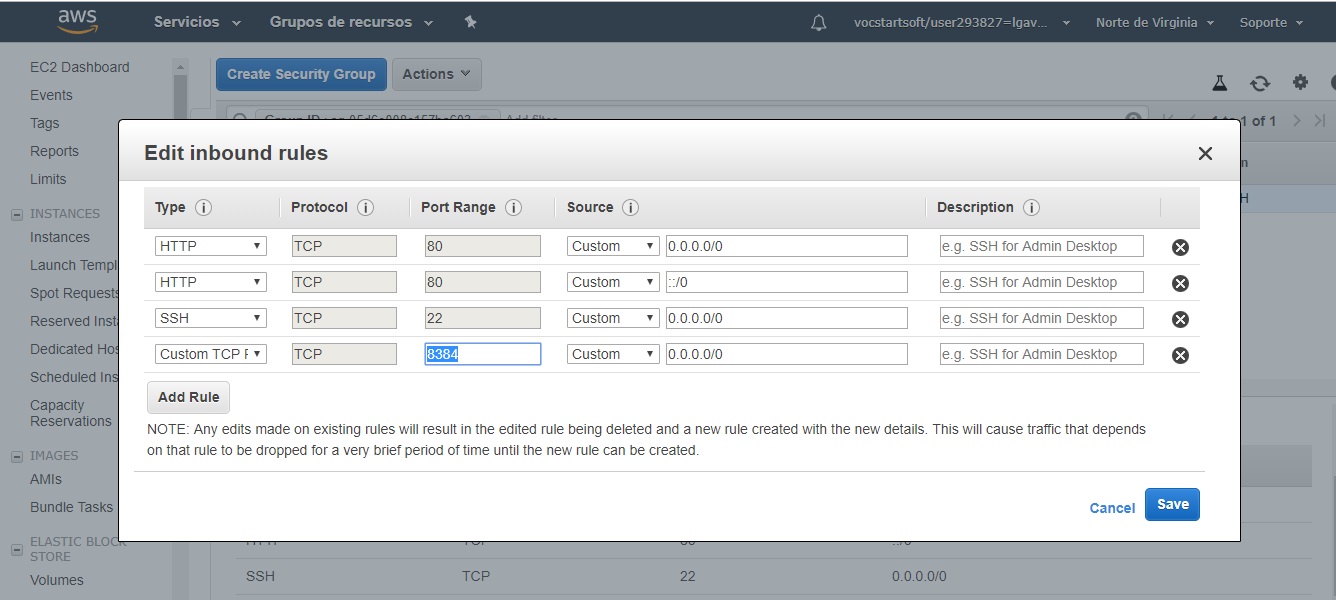 aws
Servicios
Grupos de recursos
vocstartsoft/user293827=lgav...
Norte de Virginia
Soporte
EC2 Dashboard
Events
Tags
Reports
Limits
INSTANCES
Instances
Launch Templ
Spot Requests
Reserved Insta
Dedicated Hos
Scheduled Ins
Capacity
Reservations
IMAGES
AMIs
Bundle Tasks
ELASTIC BLOCK
STORE
Volumes
Create Security Group
Actions
1 to 1 of 1
Edit inbound rules
Type Protocol Port Range Source Description
HTTP TCP 80 Custom 0.0.0.0/0 e.g. SSH for Admin Desktop
HTTP TCP 80 Custom ::/0 e.g. SSH for Admin Desktop
SSH TCP 22 Custom 0.0.0.0/0 e.g. SSH for Admin Desktop
Custom TCP F TCP 8384 Custom 0.0.0.0/0 e.g. SSH for Admin Desktop
Add Rule
NOTE: Any edits made on existing rules will result in the edited rule being deleted and a new rule created with the new details. This will cause traffic that depends
on that rule to be dropped for a very brief period of time until the new rule can be created.
Cancel
Save
SSH TCP 22 0.0.0.0/0